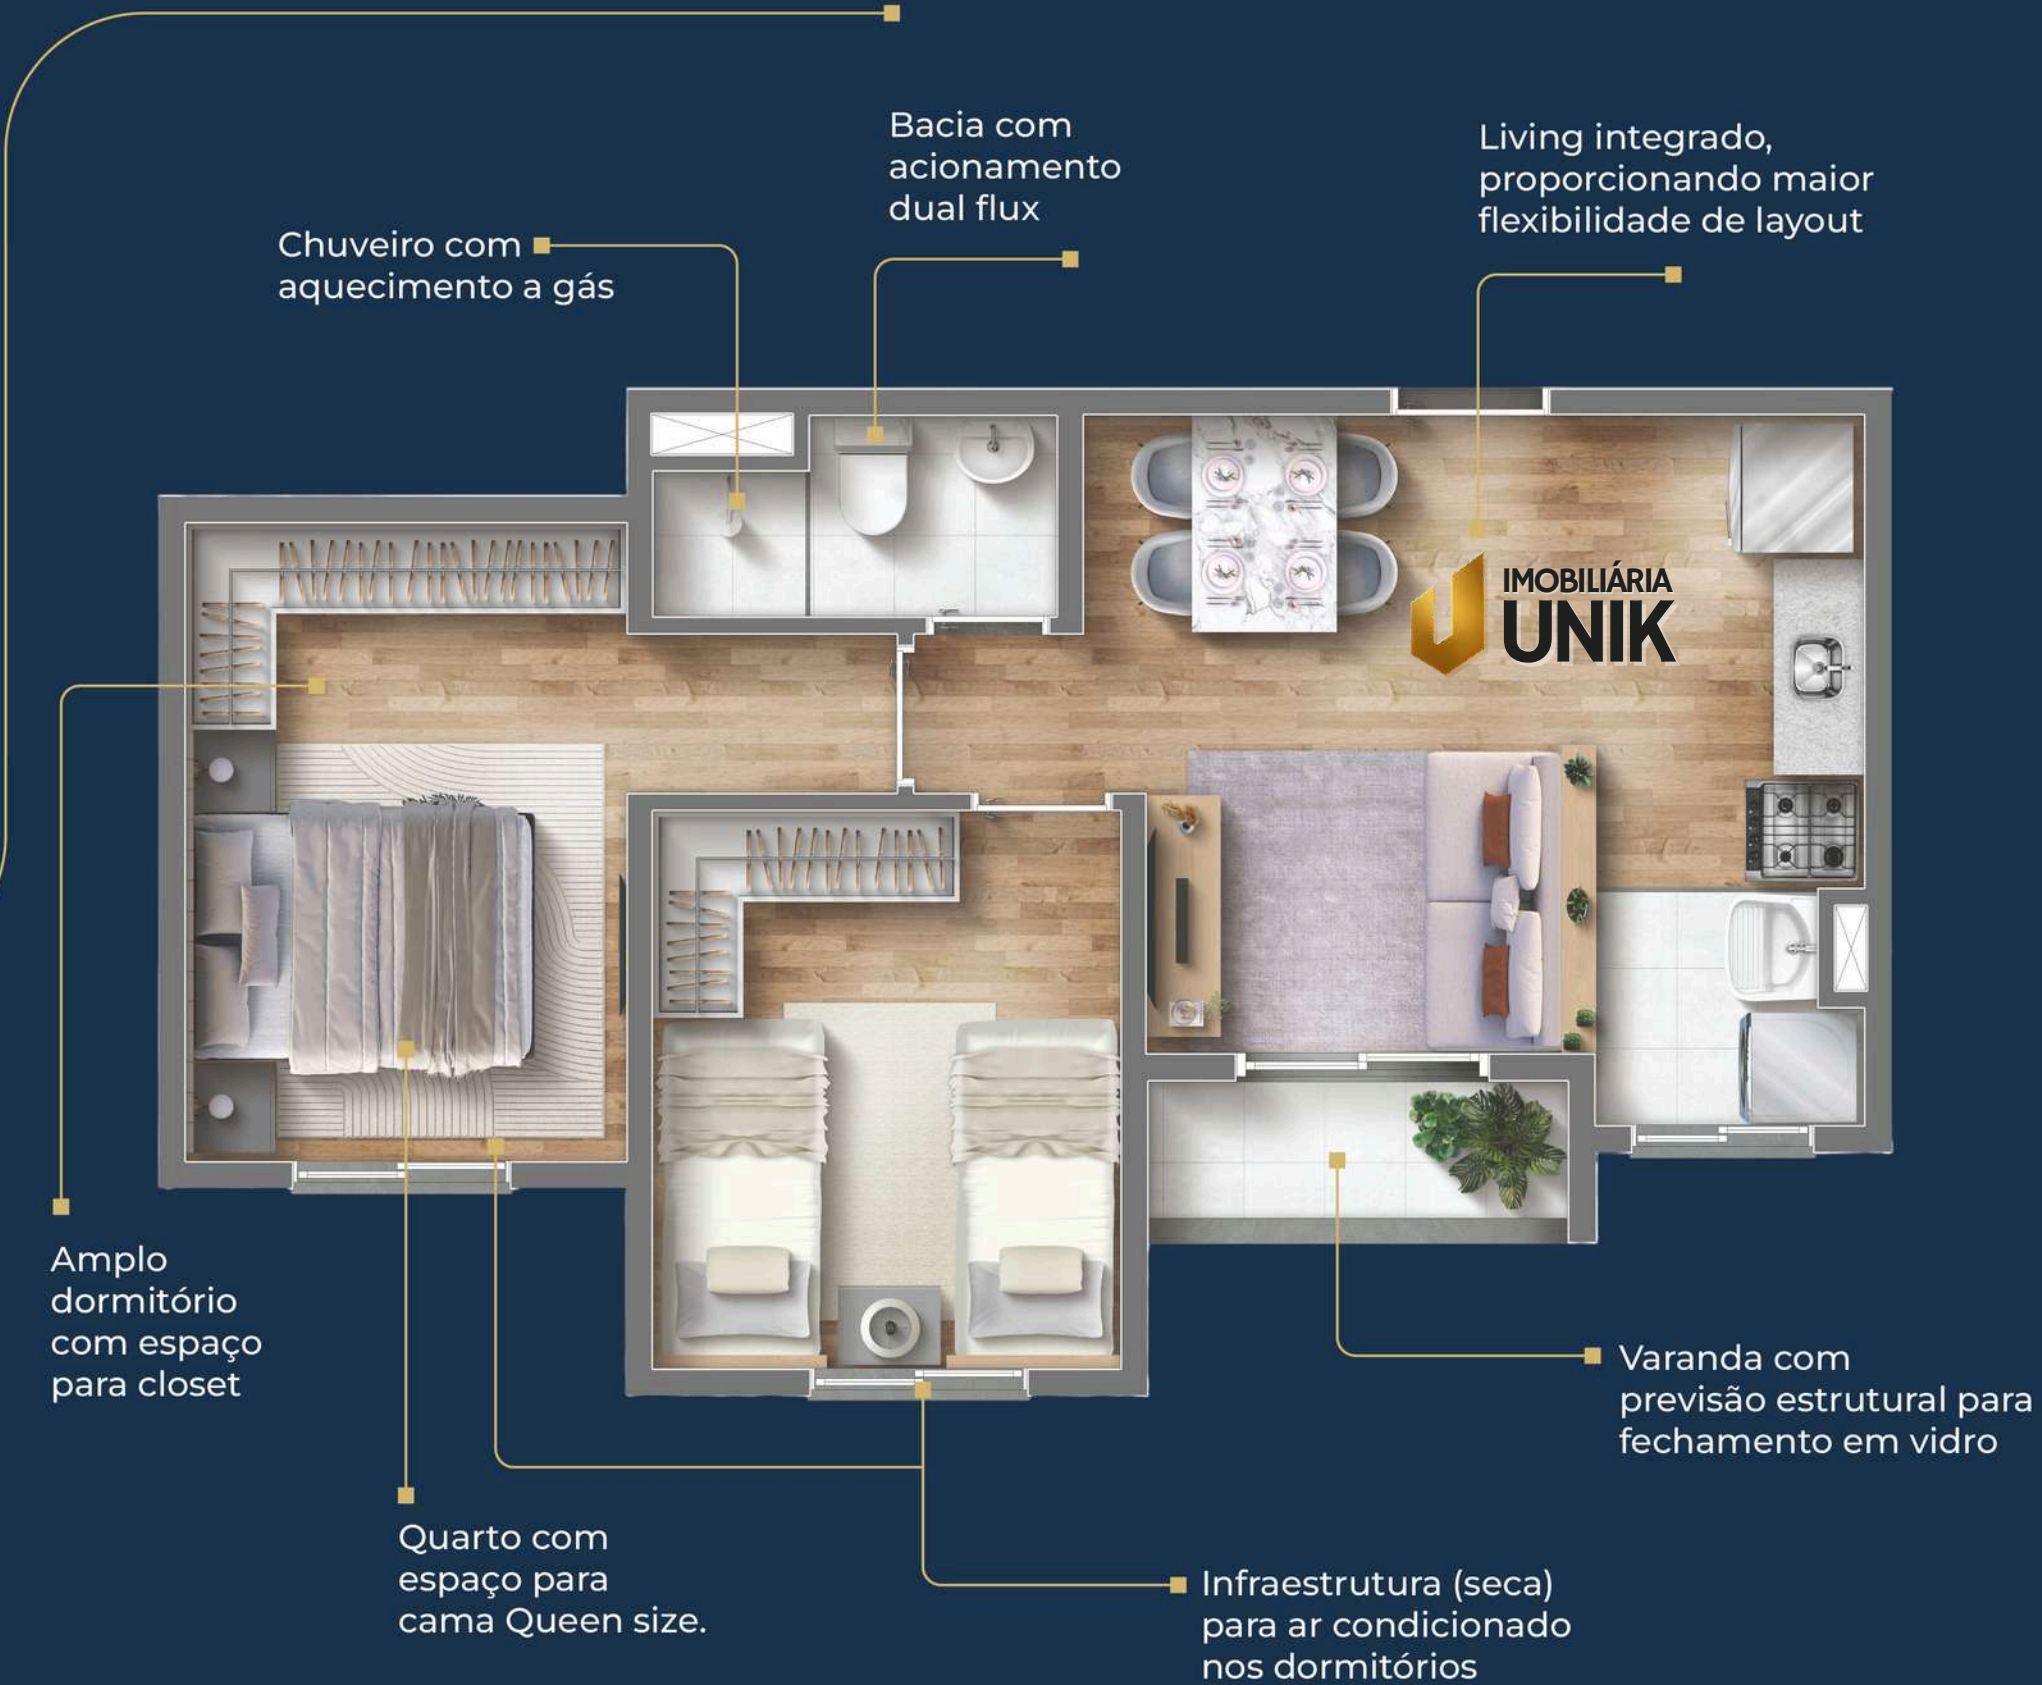 Bacia com
acionamento
dual flux
Living integrado,
proporcionando maior
flexibilidade de layout
Chuveiro com
aquecimento a gás
IMOBILIÁRIA
UNIK
Amplo
dormitório
com espaço
para closet
Varanda com
previsão estrutural para
fechamento em vidro
Quarto com
espaço para
cama Queen size.
Infraestrutura (seca)
para ar condicionado
nos dormitórios